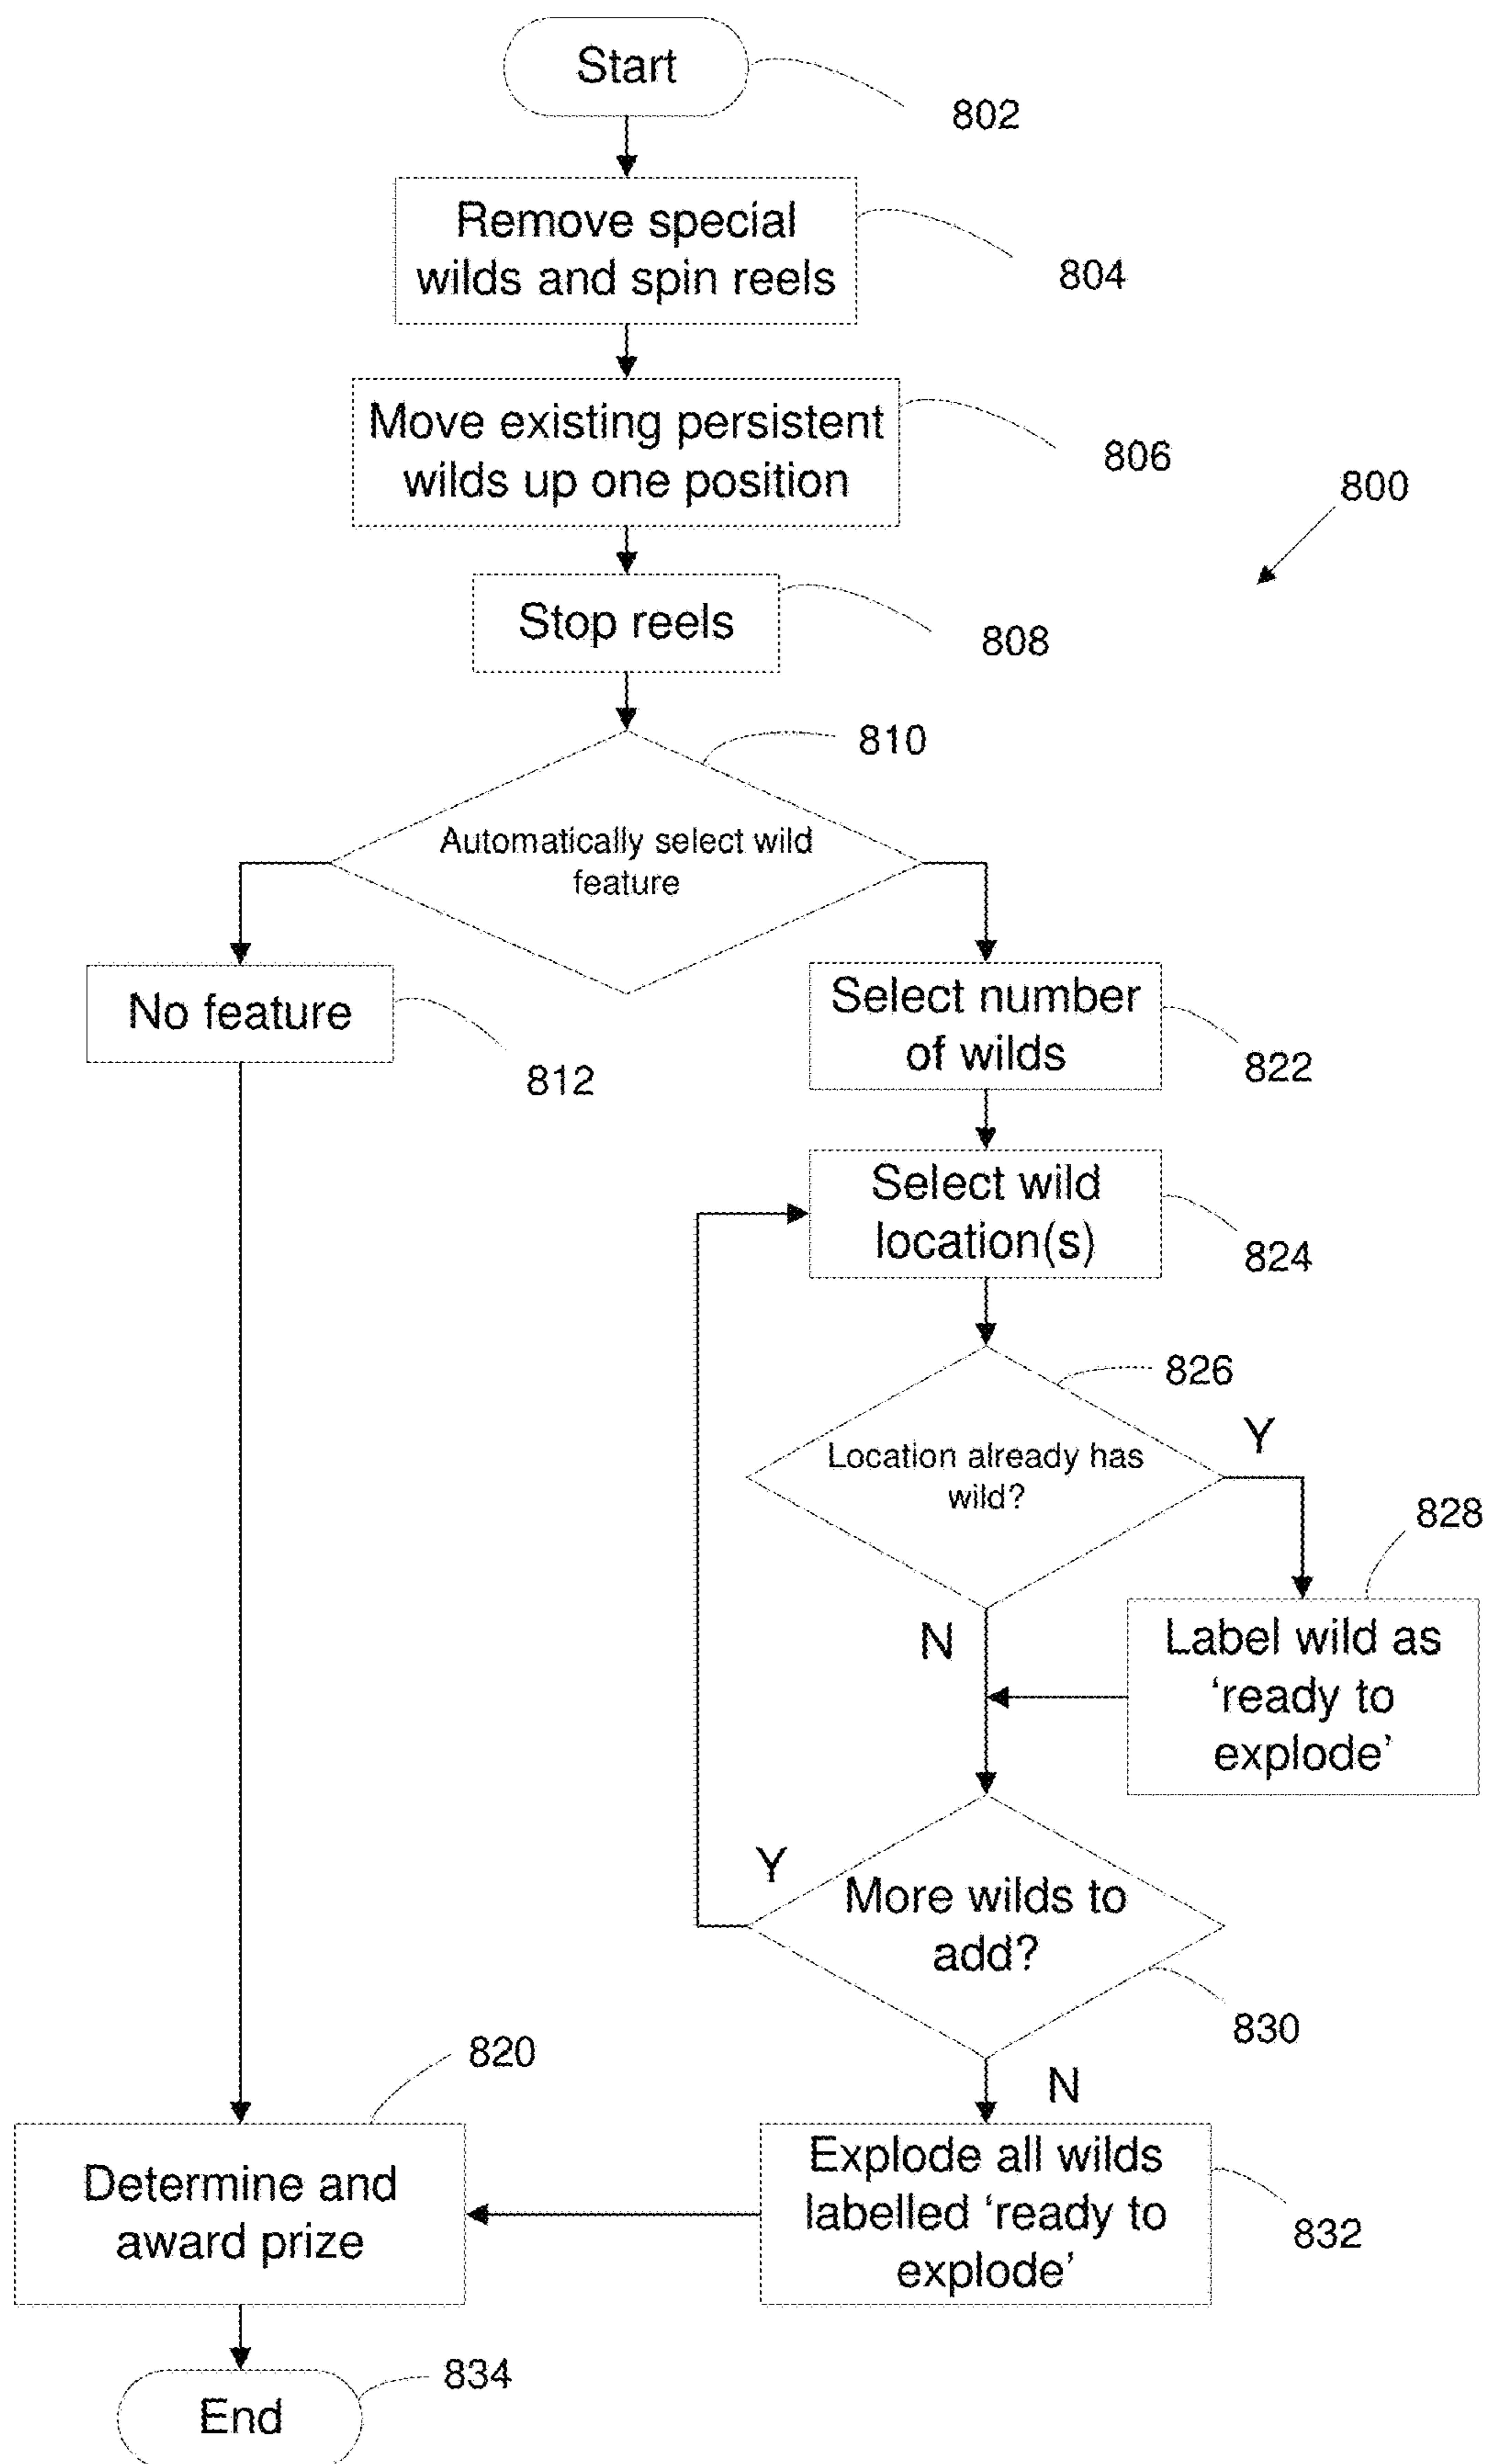 Start
802
Remove special
wilds and spin reels
804
Move existing persistent
wilds up one position
806
800
Stop reels
808
810
Automatically select wild
feature
No feature
812
Select number
of wilds
822
Select wild
location(s)
824
826
Location already has
wild?
Y
828
N
Label wild as
‘ready to
explode’
Y
More wilds to
add?
830
820
N
Determine and
award prize
Explode all wilds
labelled ‘ready to
explode’
832
834
End